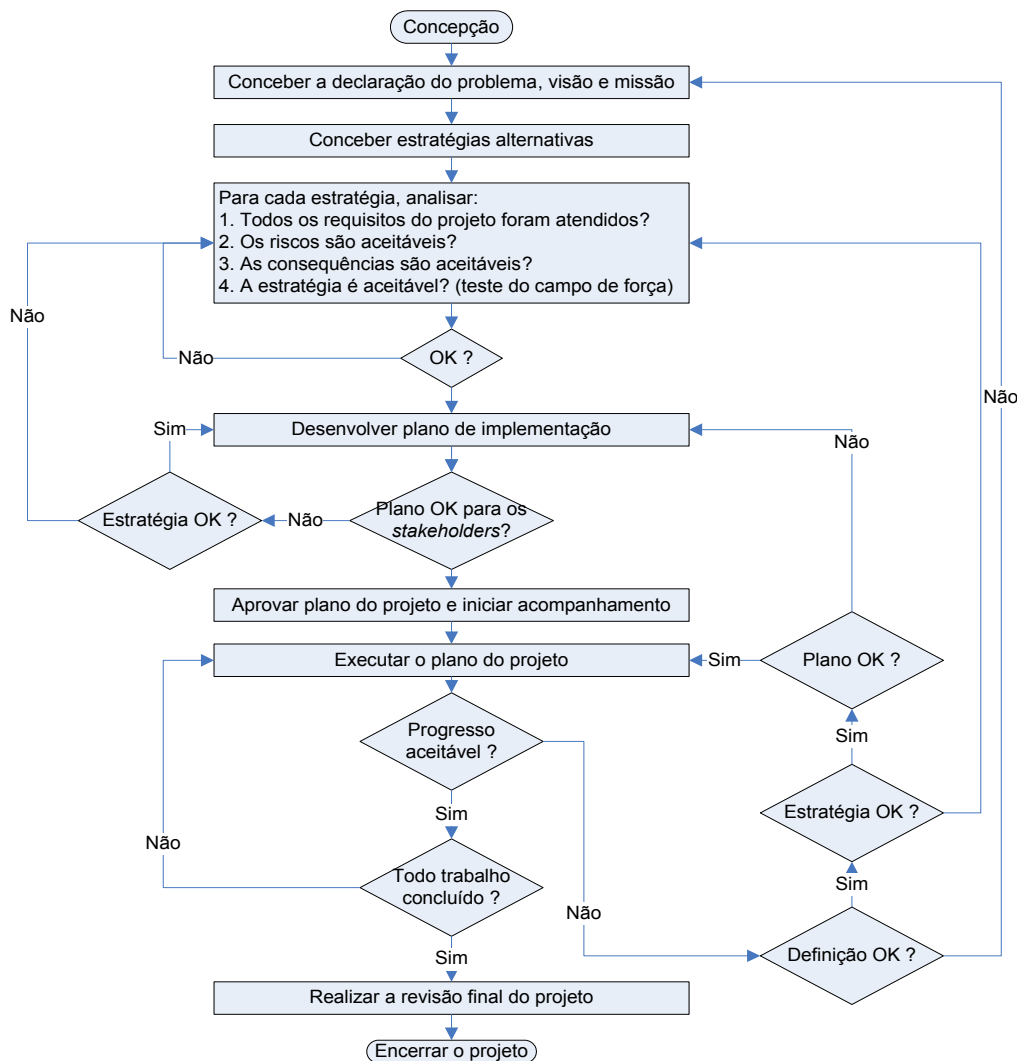 Concepção
Conceber a declaração do problema, visão e missão
Conceber estratégias alternativas
Para cada estratégia, analisar:
1. Todos os requisitos do projeto foram atendidos?
2. Os riscos são aceitáveis?
3. As consequências são aceitáveis?
4. A estratégia é aceitável? (teste do campo de força)
Não
Não
OK ?
Não
Sim
Desenvolver plano de implementação
Não
Estratégia OK ?
Não
Plano OK para os
stakeholders?
Aprovar plano do projeto e iniciar acompanhamento
Executar o plano do projeto
Sim
Plano OK ?
Progresso
aceitável ?
Sim
Estratégia OK ?
Sim
Não
Todo trabalho
concluído ?
Sim
Não
Definição OK ?
Sim
Realizar a revisão final do projeto
Encerrar o projeto